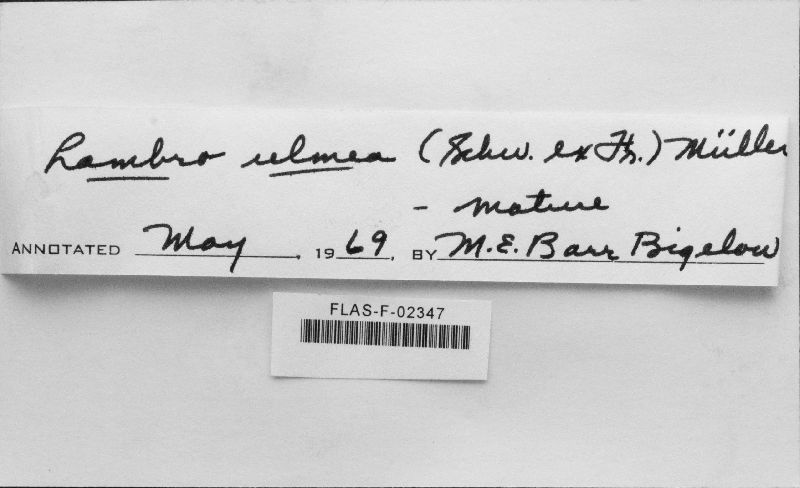 Lambro ulmea (Schw. ex Fr.) Müller
- mature
ANNOTATED May, 1969, BY M.E. Barr Bigelow
FLAS-F-02347